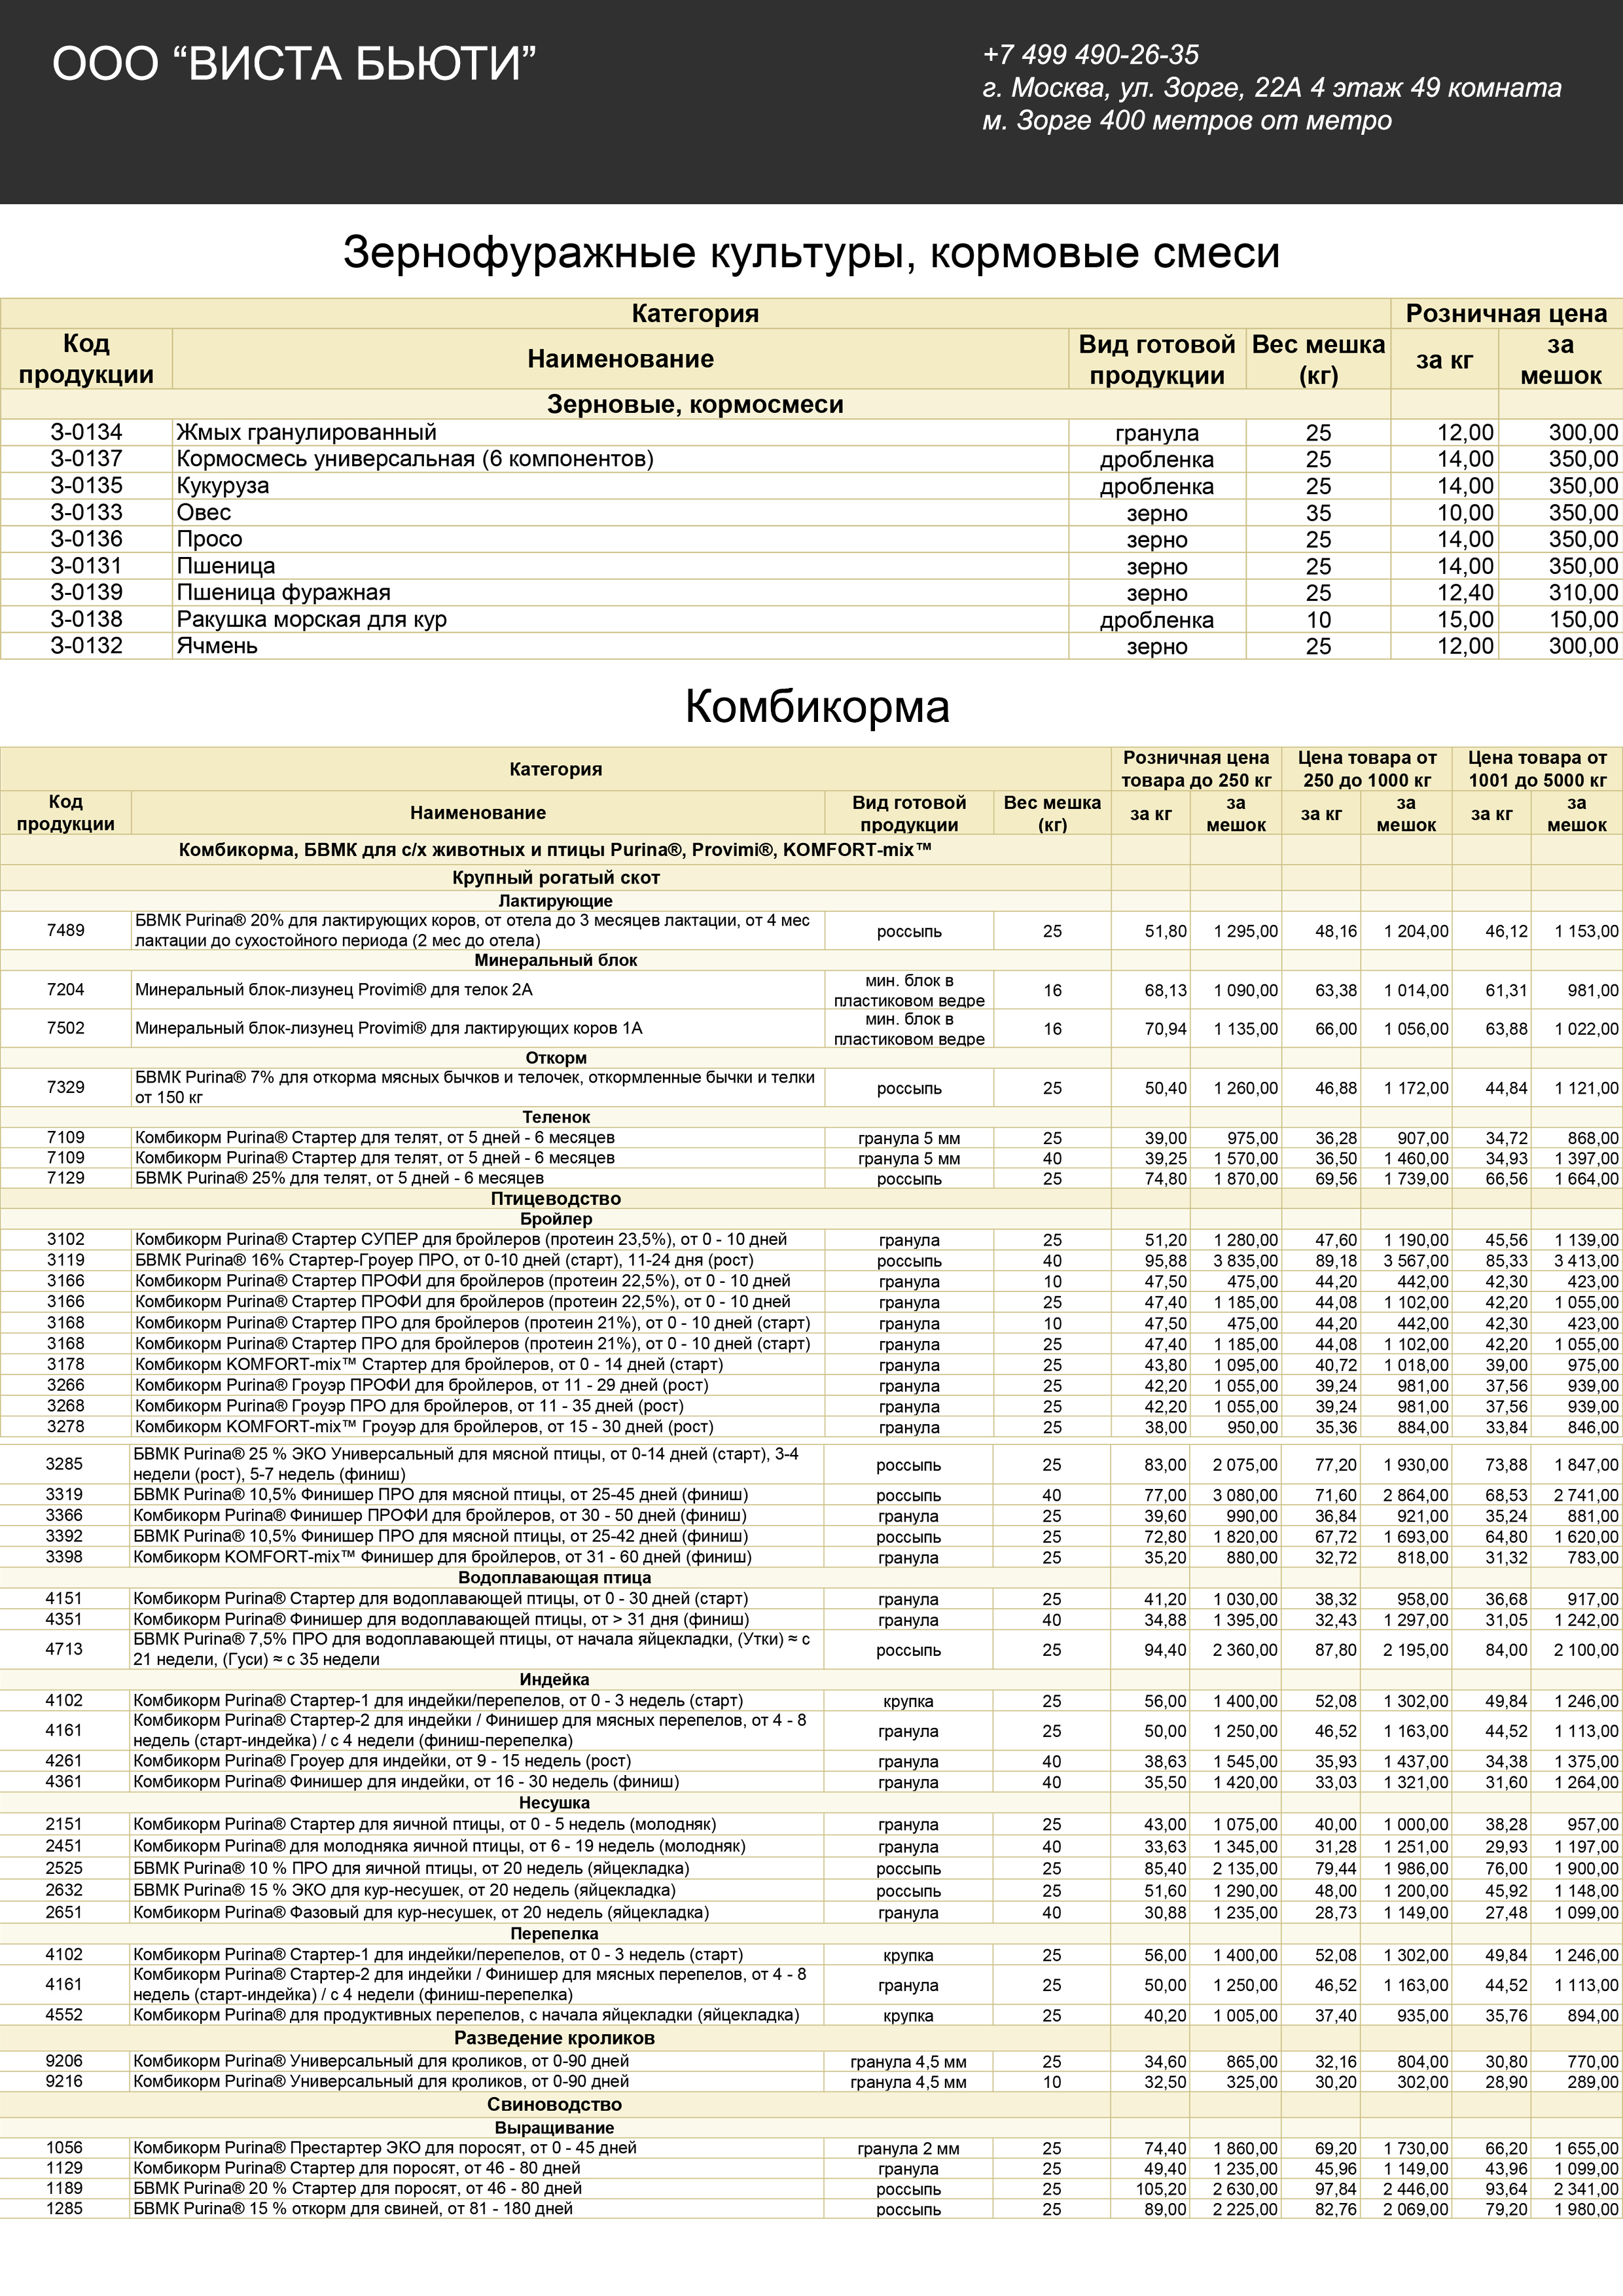 ООО “ВИСТА БЬЮТИ”
+7 499 490-26-35
г. Москва, ул. Зорге, 22А 4 этаж 49 комната
м. Зорге 400 метров от метро
Зернофуражные культуры, кормовые смеси
Категория Розничная цена
Код продукции Наименование Вид готовой продукции Вес мешка (кг) за кг за мешок
Зерновые, кормосмеси
З-0134 Жмых гранулированный гранула 25 12,00 300,00
З-0137 Кормосмесь универсальная (6 компонентов) дробленка 25 14,00 350,00
З-0135 Кукуруза дробленка 25 14,00 350,00
З-0133 Овес зерно 35 10,00 350,00
З-0136 Просо зерно 25 14,00 350,00
З-0131 Пшеница зерно 25 14,00 350,00
З-0139 Пшеница фуражная зерно 25 12,40 310,00
З-0138 Ракушка морская для кур дробленка 10 15,00 150,00
З-0132 Ячмень зерно 25 12,00 300,00
Комбикорма
Категория Розничная цена товара до 250 кг Цена товара от 250 до 1000 кг Цена товара от 1001 до 5000 кг
Код продукции Наименование Вид готовой продукции Вес мешка (кг) за кг за мешок за кг за мешок за кг за мешок
Комбикорма, БВМК для с/х животных и птицы Purina®, Provimi®, KOMFORT-mix™
Крупный рогатый скот
Лактирующие
7489 БВМК Purina® 20% для лактирующих коров, от отела до 3 месяцев лактации, от 4 мес лактации до сухостойного периода (2 мес до отела) россыпь 25 51,80 1 295,00 48,16 1 204,00 46,12 1 153,00
Минеральный блок
7204 Минеральный блок-лизунец Provimi® для телок 2А мин. блок в пластиковом ведре 16 68,13 1 090,00 63,38 1 014,00 61,31 981,00
7502 Минеральный блок-лизунец Provimi® для лактирующих коров 1А мин. блок в пластиковом ведре 16 70,94 1 135,00 66,00 1 056,00 63,88 1 022,00
Откорм
7329 БВМК Purina® 7% для откорма мясных бычков и телочек, откормленные бычки и телки от 150 кг россыпь 25 50,40 1 260,00 46,88 1 172,00 44,84 1 121,00
Теленок
7109 Комбикорм Purina® Стартер для телят, от 5 дней - 6 месяцев гранула 5 мм 25 39,00 975,00 36,28 907,00 34,72 868,00
7109 Комбикорм Purina® Стартер для телят, от 5 дней - 6 месяцев гранула 5 мм 40 39,25 1 570,00 36,50 1 460,00 34,93 1 397,00
7129 БВМК Purina® 25% для телят, от 5 дней - 6 месяцев россыпь 25 74,80 1 870,00 69,56 1 739,00 66,56 1 664,00
Птицеводство
Бройлер
3102 Комбикорм Purina® Стартер СУПЕР для бройлеров (протеин 23,5%), от 0 - 10 дней гранула 25 51,20 1 280,00 47,60 1 190,00 45,56 1 139,00
3119 БВМК Purina® 16% Стартер-Гроуер ПРО, от 0-10 дней (старт), 11-24 дня (рост) россыпь 40 95,88 3 835,00 89,18 3 567,00 85,33 3 413,00
3166 Комбикорм Purina® Стартер ПРОФИ для бройлеров (протеин 22,5%), от 0 - 10 дней гранула 10 47,50 475,00 44,20 442,00 42,30 423,00
3166 Комбикорм Purina® Стартер ПРОФИ для бройлеров (протеин 22,5%), от 0 - 10 дней гранула 25 47,40 1 185,00 44,08 1 102,00 42,20 1 055,00
3168 Комбикорм Purina® Стартер ПРО для бройлеров (протеин 21%), от 0 - 10 дней (старт) гранула 10 47,50 475,00 44,20 442,00 42,30 423,00
3168 Комбикорм Purina® Стартер ПРО для бройлеров (протеин 21%), от 0 - 10 дней (старт) гранула 25 47,40 1 185,00 44,08 1 102,00 42,20 1 055,00
3178 Комбикорм KOMFORT-mix™ Стартер для бройлеров, от 0 - 14 дней (старт) гранула 25 43,80 1 095,00 40,72 1 018,00 39,00 975,00
3266 Комбикорм Purina® Гроуэр ПРОФИ для бройлеров, от 11 - 29 дней (рост) гранула 25 42,20 1 055,00 39,24 981,00 37,56 939,00
3268 Комбикорм Purina® Гроуэр ПРО для бройлеров, от 11 - 35 дней (рост) гранула 25 42,20 1 055,00 39,24 981,00 37,56 939,00
3278 Комбикорм KOMFORT-mix™ Гроуэр для бройлеров, от 15 - 30 дней (рост) гранула 25 38,00 950,00 35,36 884,00 33,84 846,00
3285 БВМК Purina® 25 % ЭКО Универсальный для мясной птицы, от 0-14 дней (старт), 3-4 недели (рост), 5-7 недель (финиш) россыпь 25 83,00 2 075,00 77,20 1 930,00 73,88 1 847,00
3319 БВМК Purina® 10,5% Финишер ПРО для мясной птицы, от 25-45 дней (финиш) россыпь 40 77,00 3 080,00 71,60 2 864,00 68,53 2 741,00
3366 Комбикорм Purina® Финишер ПРОФИ для бройлеров, от 30 - 50 дней (финиш) гранула 25 39,60 990,00 36,84 921,00 35,24 881,00
3392 БВМК Purina® 10,5% Финишер ПРО для мясной птицы, от 25-42 дней (финиш) россыпь 25 72,80 1 820,00 67,72 1 693,00 64,80 1 620,00
3398 Комбикорм KOMFORT-mix™ Финишер для бройлеров, от 31 - 60 дней (финиш) гранула 25 35,20 880,00 32,72 818,00 31,32 783,00
Водоплавающая птица
4151 Комбикорм Purina® Стартер для водоплавающей птицы, от 0 - 30 дней (старт) гранула 25 41,20 1 030,00 38,32 958,00 36,68 917,00
4351 Комбикорм Purina® Финишер для водоплавающей птицы, от > 31 дня (финиш) гранула 40 34,88 1 395,00 32,43 1 297,00 31,05 1 242,00
4713 БВМК Purina® 7,5% ПРО для водоплавающей птицы, от начала яйцекладки, (Утки) ≈ с 21 недели, (Гуси) ≈ с 35 недели россыпь 25 94,40 2 360,00 87,80 2 195,00 84,00 2 100,00
Индейка
4102 Комбикорм Purina® Стартер-1 для индейки/перепелов, от 0 - 3 недель (старт) крупка 25 56,00 1 400,00 52,08 1 302,00 49,84 1 246,00
4161 Комбикорм Purina® Стартер-2 для индейки / Финишер для мясных перепелов, от 4 - 8 недель (старт-индейка) / с 4 недели (финиш-перепелка) гранула 25 50,00 1 250,00 46,52 1 163,00 44,52 1 113,00
4261 Комбикорм Purina® Гроуер для индейки, от 9 - 15 недель (рост) гранула 40 38,63 1 545,00 35,93 1 437,00 34,38 1 375,00
4361 Комбикорм Purina® Финишер для индейки, от 16 - 30 недель (финиш) гранула 40 35,50 1 420,00 33,03 1 321,00 31,60 1 264,00
Несушка
2151 Комбикорм Purina® Стартер для яичной птицы, от 0 - 5 недель (молодняк) гранула 25 43,00 1 075,00 40,00 1 000,00 38,28 957,00
2451 Комбикорм Purina® для молодняка яичной птицы, от 6 - 19 недель (молодняк) гранула 40 33,63 1 345,00 31,28 1 251,00 29,93 1 197,00
2525 БВМК Purina® 10 % ПРО для яичной птицы, от 20 недель (яйцекладка) россыпь 25 85,40 2 135,00 79,44 1 986,00 76,00 1 900,00
2632 БВМК Purina® 15 % ЭКО для кур-несушек, от 20 недель (яйцекладка) россыпь 25 51,60 1 290,00 48,00 1 200,00 45,92 1 148,00
2651 Комбикорм Purina® Фазовый для кур-несушек, от 20 недель (яйцекладка) гранула 40 30,88 1 235,00 28,73 1 149,00 27,48 1 099,00
Перепелка
4102 Комбикорм Purina® Стартер-1 для индейки/перепелов, от 0 - 3 недель (старт) крупка 25 56,00 1 400,00 52,08 1 302,00 49,84 1 246,00
4161 Комбикорм Purina® Стартер-2 для индейки / Финишер для мясных перепелов, от 4 - 8 недель (старт-индейка) / с 4 недели (финиш-перепелка) гранула 25 50,00 1 250,00 46,52 1 163,00 44,52 1 113,00
4552 Комбикорм Purina® для продуктивных перепелов, с начала яйцекладки (яйцекладка) крупка 25 40,20 1 005,00 37,40 935,00 35,76 894,00
Разведение кроликов
9206 Комбикорм Purina® Универсальный для кроликов, от 0-90 дней гранула 4,5 мм 25 34,60 865,00 32,16 804,00 30,80 770,00
9216 Комбикорм Purina® Универсальный для кроликов, от 0-90 дней гранула 4,5 мм 10 32,50 325,00 30,20 302,00 28,90 289,00
Свиноводство
Выращивание
1056 Комбикорм Purina® Престартер ЭКО для поросят, от 0 - 45 дней гранула 2 мм 25 74,40 1 860,00 69,20 1 730,00 66,20 1 655,00
1129 Комбикорм Purina® Стартер для поросят, от 46 - 80 дней гранула 25 49,40 1 235,00 45,96 1 149,00 43,96 1 099,00
1189 БВМК Purina® 20 % Стартер для поросят, от 46 - 80 дней россыпь 25 105,20 2 630,00 97,84 2 446,00 93,64 2 341,00
1285 БВМК Purina® 15 % откорм для свиней, от 81 - 180 дней россыпь 25 89,00 2 225,00 82,76 2 069,00 79,20 1 980,00